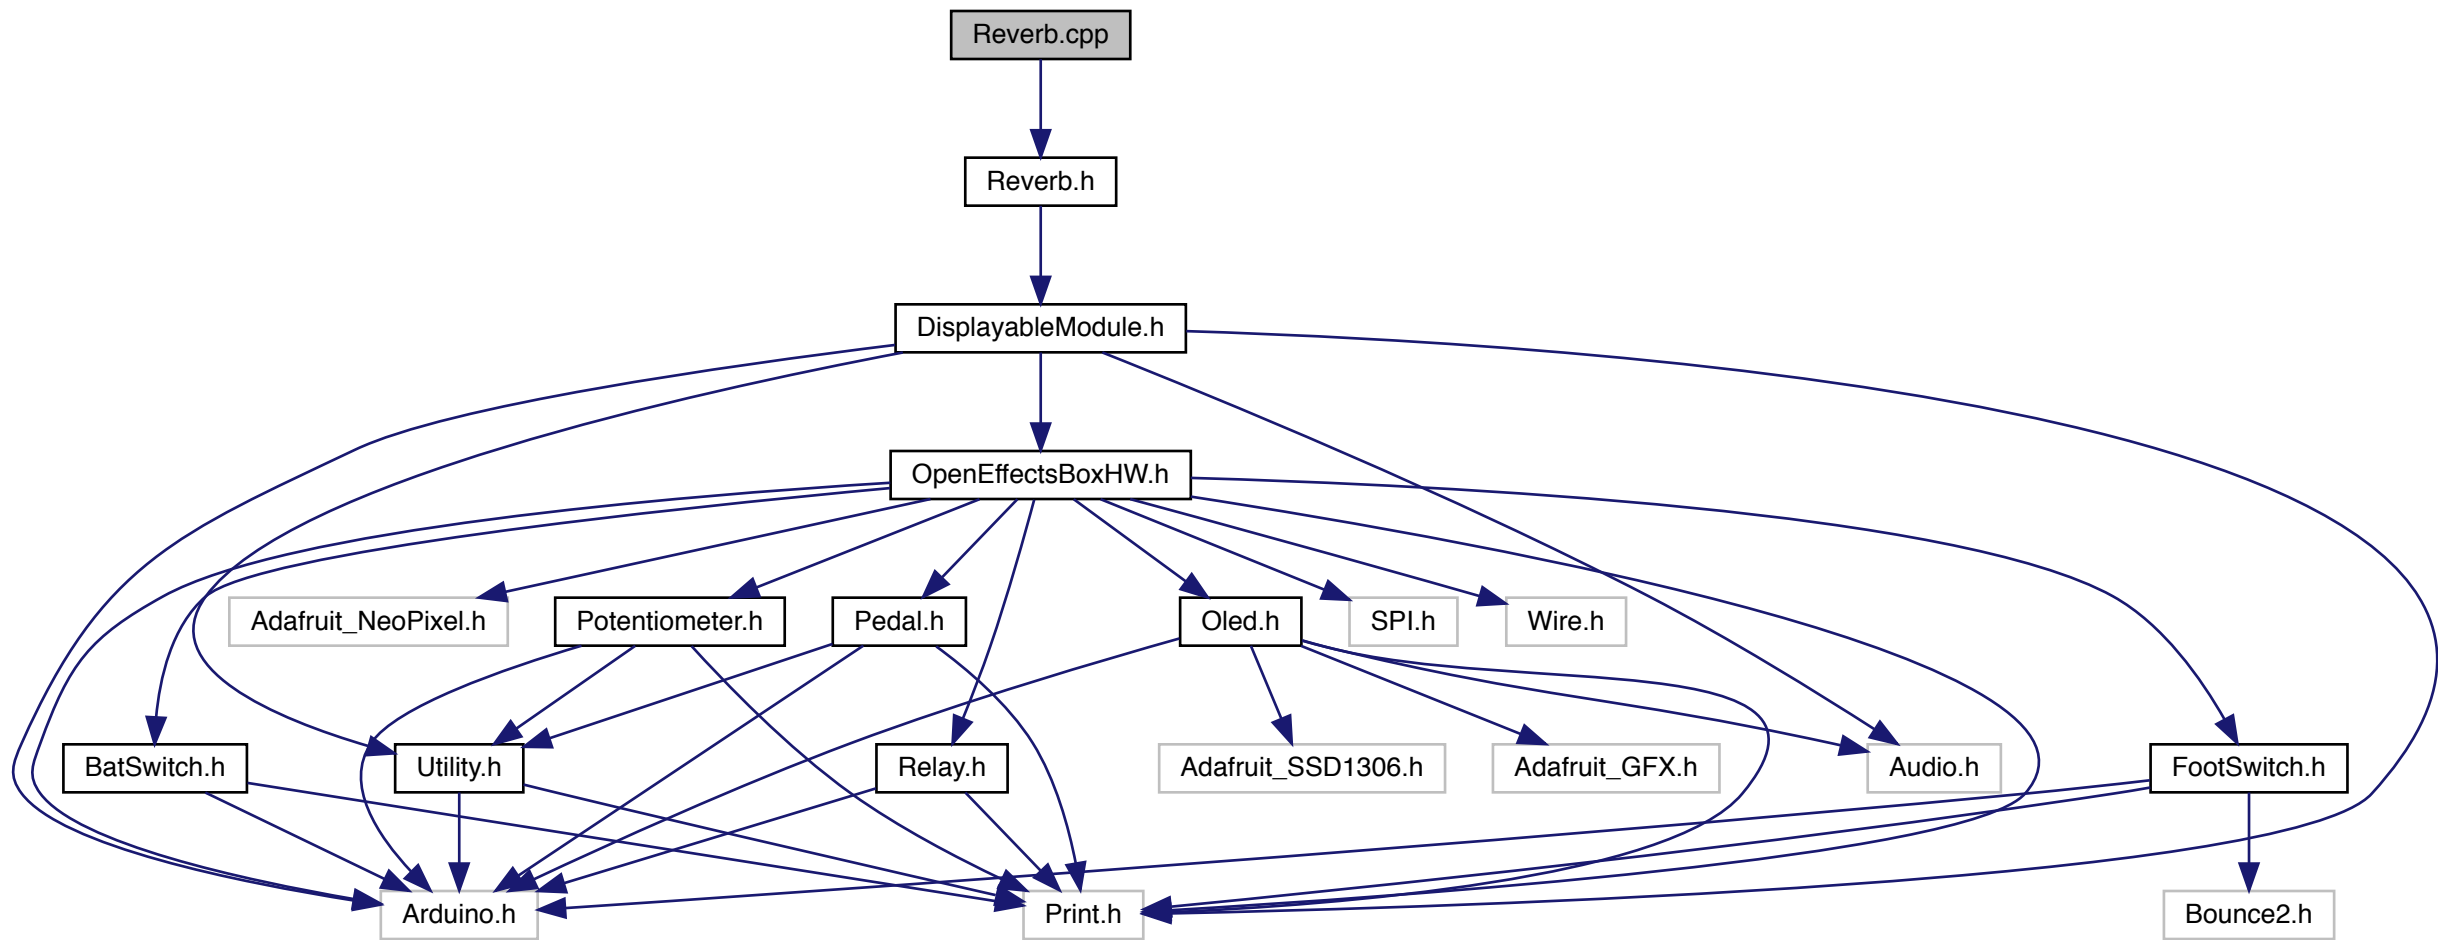 Reverb.cpp
Reverb.h
DisplayableModule.h
OpenEffectsBoxHW.h
Adafruit_NeoPixel.h
Potentiometer.h
Pedal.h
Oled.h
SPI.h
Wire.h
BatSwitch.h
Utility.h
Relay.h
Adafruit_SSD1306.h
Adafruit_GFX.h
Audio.h
FootSwitch.h
Arduino.h
Print.h
Bounce2.h